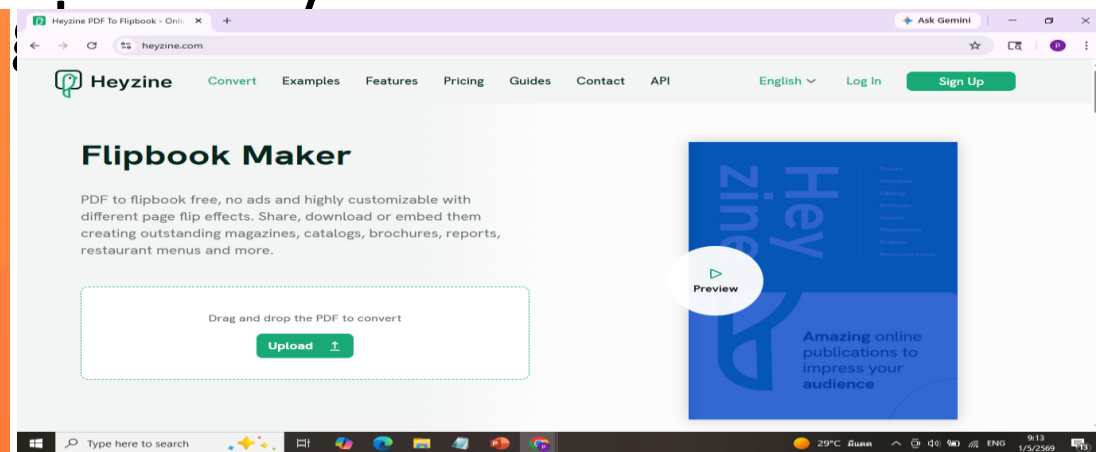 Heyzine PDF To Flipbook - Onli
Ask Gemini
heyzine.com
P
Heyzine
Convert
Examples
Features
Pricing
Guides
Contact
API
English
Log In
Sign Up
Flipbook Maker
PDF to flipbook free, no ads and highly customizable with
different page flip effects. Share, download or embed them
creating outstanding magazines, catalogs, brochures, reports,
restaurant menus and more.
Drag and drop the PDF to convert
Upload
Hey
zine
Preview
Amazing online
publications to
impress your
audience
Type here to search
29°C มีเมฆ
ENG
9:13
1/5/2569